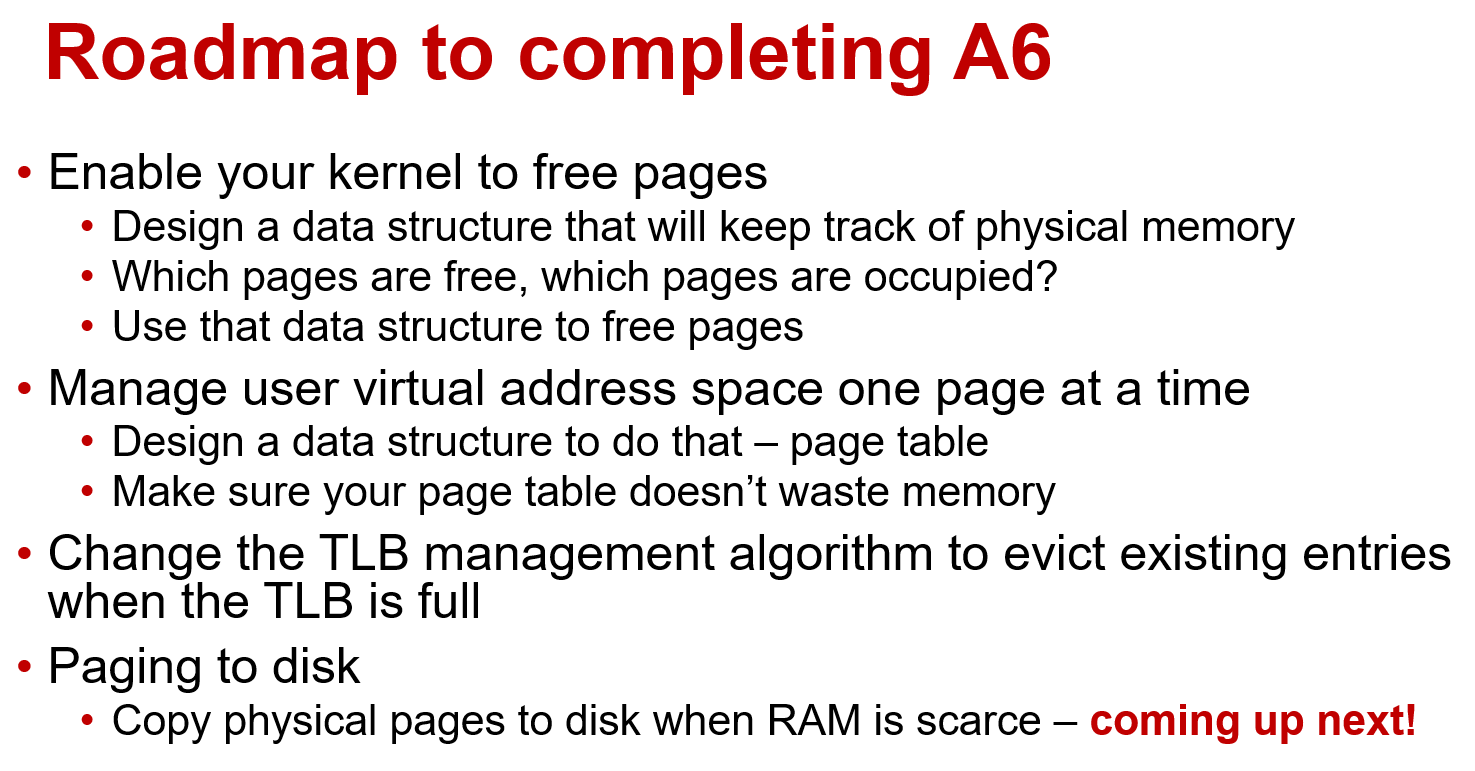 Roadmap to completing A6
• Enable your kernel to free pages
• Design a data structure that will keep track of physical memory
• Which pages are free, which pages are occupied?
• Use that data structure to free pages
• Manage user virtual address space one page at a time
• Design a data structure to do that – page table
• Make sure your page table doesn’t waste memory
• Change the TLB management algorithm to evict existing entries
when the TLB is full
• Paging to disk
• Copy physical pages to disk when RAM is scarce – coming up next!